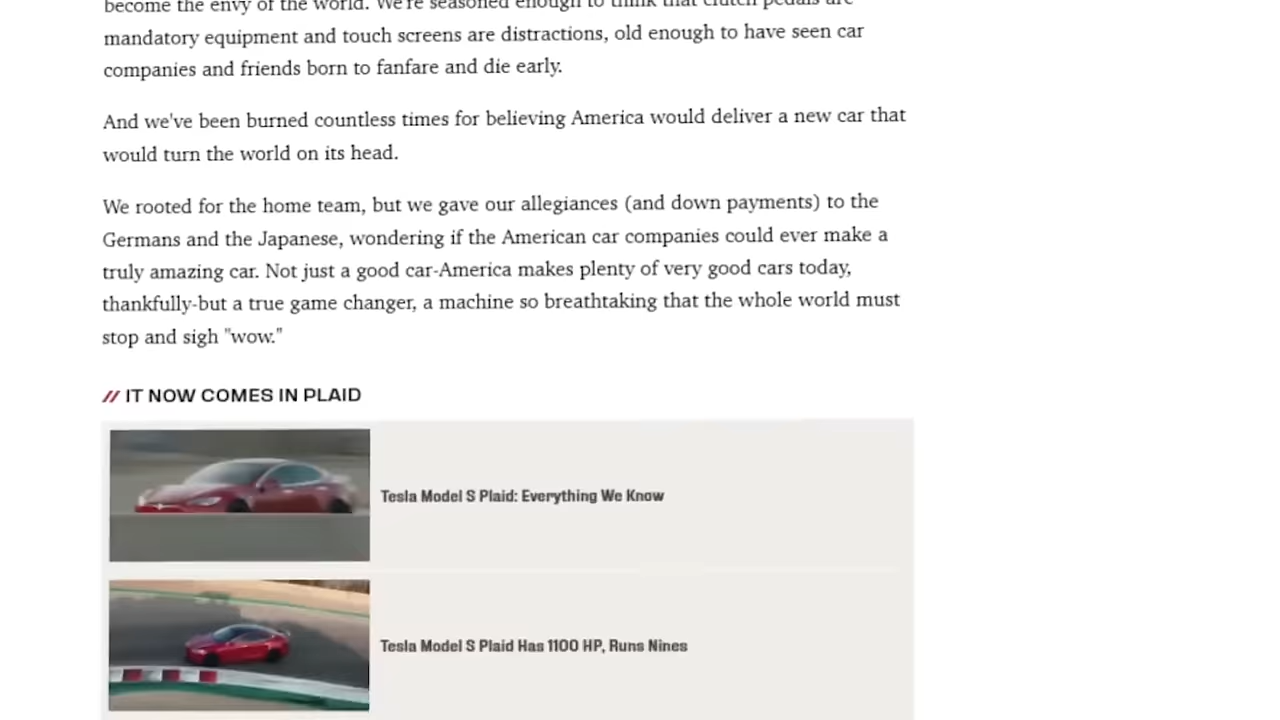 become the envy of the world. We're seasoned enough to think that clutch pedals are
mandatory equipment and touch screens are distractions, old enough to have seen car
companies and friends born to fanfare and die early.
And we've been burned countless times for believing America would deliver a new car that
would turn the world on its head.
We rooted for the home team, but we gave our allegiances (and down payments) to the
Germans and the Japanese, wondering if the American car companies could ever make a
truly amazing car. Not just a good car-America makes plenty of very good cars today,
thankfully-but a true game changer, a machine so breathtaking that the whole world must
stop and sigh "wow."
// IT NOW COMES IN PLAID
Tesla Model S Plaid: Everything We Know
Tesla Model S Plaid Has 1100 HP, Runs Nines